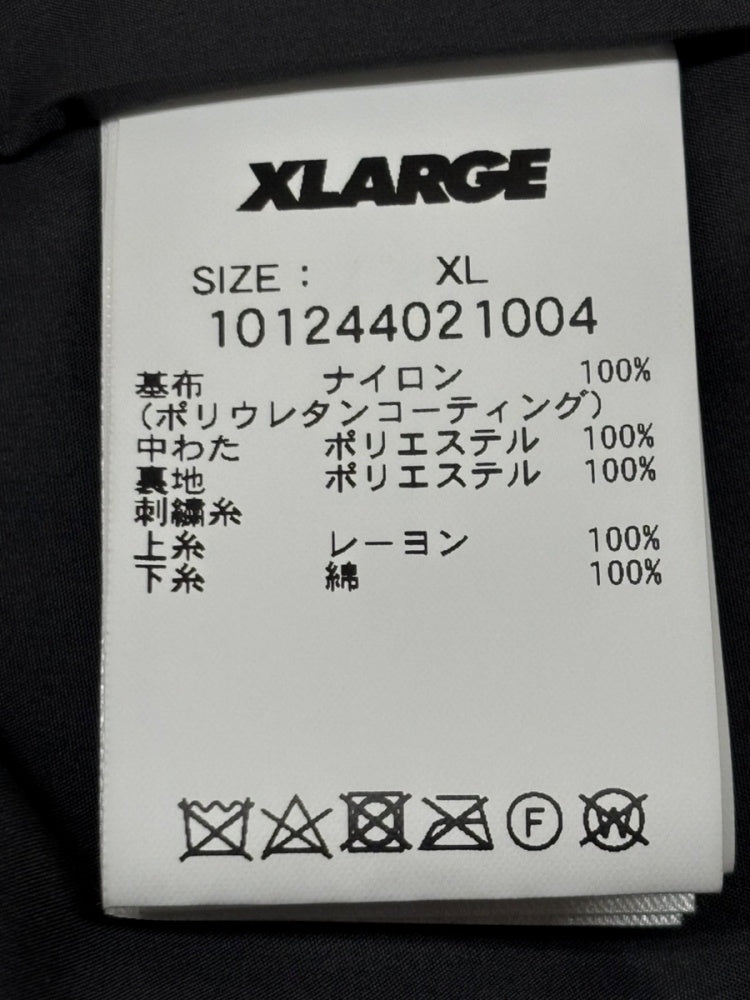 XLARGE
SIZE： XL
101244021004
基布 ナイロン 100%
（ポリウレタンコーティング）
中わた ポリエステル 100%
裏地 ポリエステル 100%
刺繍糸
上糸 レーヨン 100%
下糸 綿 100%
F W